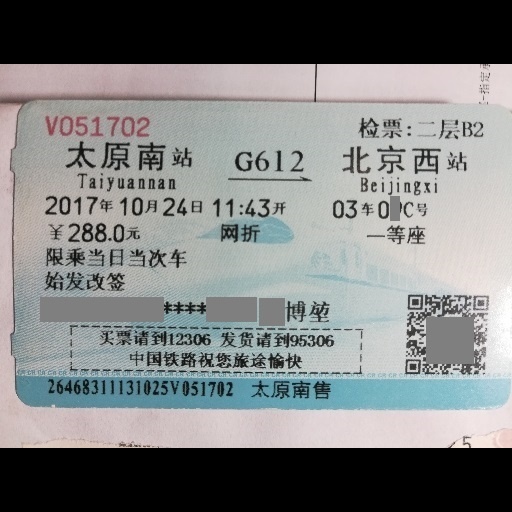 V051702 检票:二层B2
太原南站 G612 北京西站
Taiyuannan Beijingxi
2017年10月24日 11:43开 03车0 C号
￥288.0元 网折 一等座
限乘当日当次车
始发改签
**** 博堃
买票请到12306 发货请到95306
中国铁路祝您旅途愉快
26468311131025V051702 太原南售
5